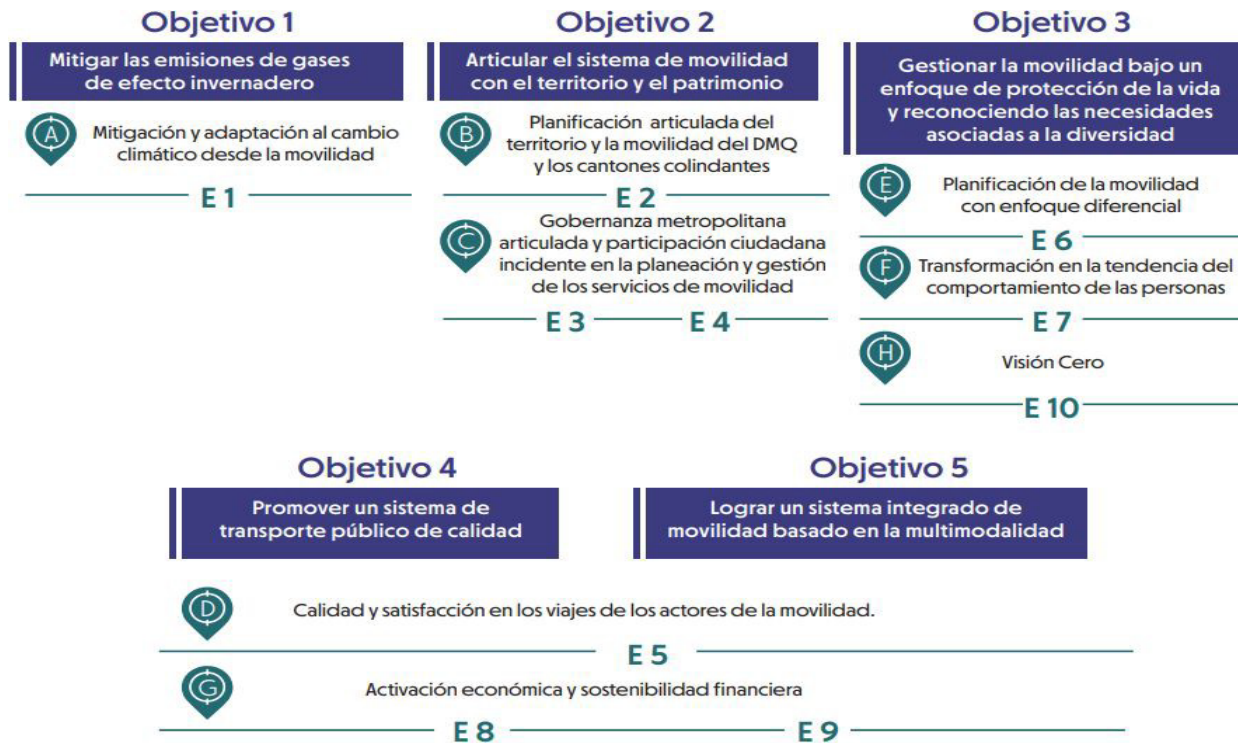 Objetivo 1
Mitigar las emisiones de gases
de efecto invernadero
A
Mitigación y adaptación al cambio
climático desde la movilidad
E 1
Objetivo 2
Articular el sistema de movilidad
con el territorio y el patrimonio
B
Planificación articulada del
territorio y la movilidad del DMQ
y los cantones colindantes
E 2
C
Gobernanza metropolitana
articulada y participación ciudadana
incidente en la planeación y gestión
de los servicios de movilidad
E 3
E 4
Objetivo 3
Gestionar la movilidad bajo un
enfoque de protección de la vida
y reconociendo las necesidades
asociadas a la diversidad
E
Planificación de la movilidad
con enfoque diferencial
E 6
F
Transformación en la tendencia del
comportamiento de las personas
E 7
H
Visión Cero
E 10
Objetivo 4
Promover un sistema de
transporte público de calidad
Objetivo 5
Lograr un sistema integrado de
movilidad basado en la multimodalidad
D
Calidad y satisfacción en los viajes de los actores de la movilidad.
E 5
G
Activación económica y sostenibilidad financiera
E 8
E 9